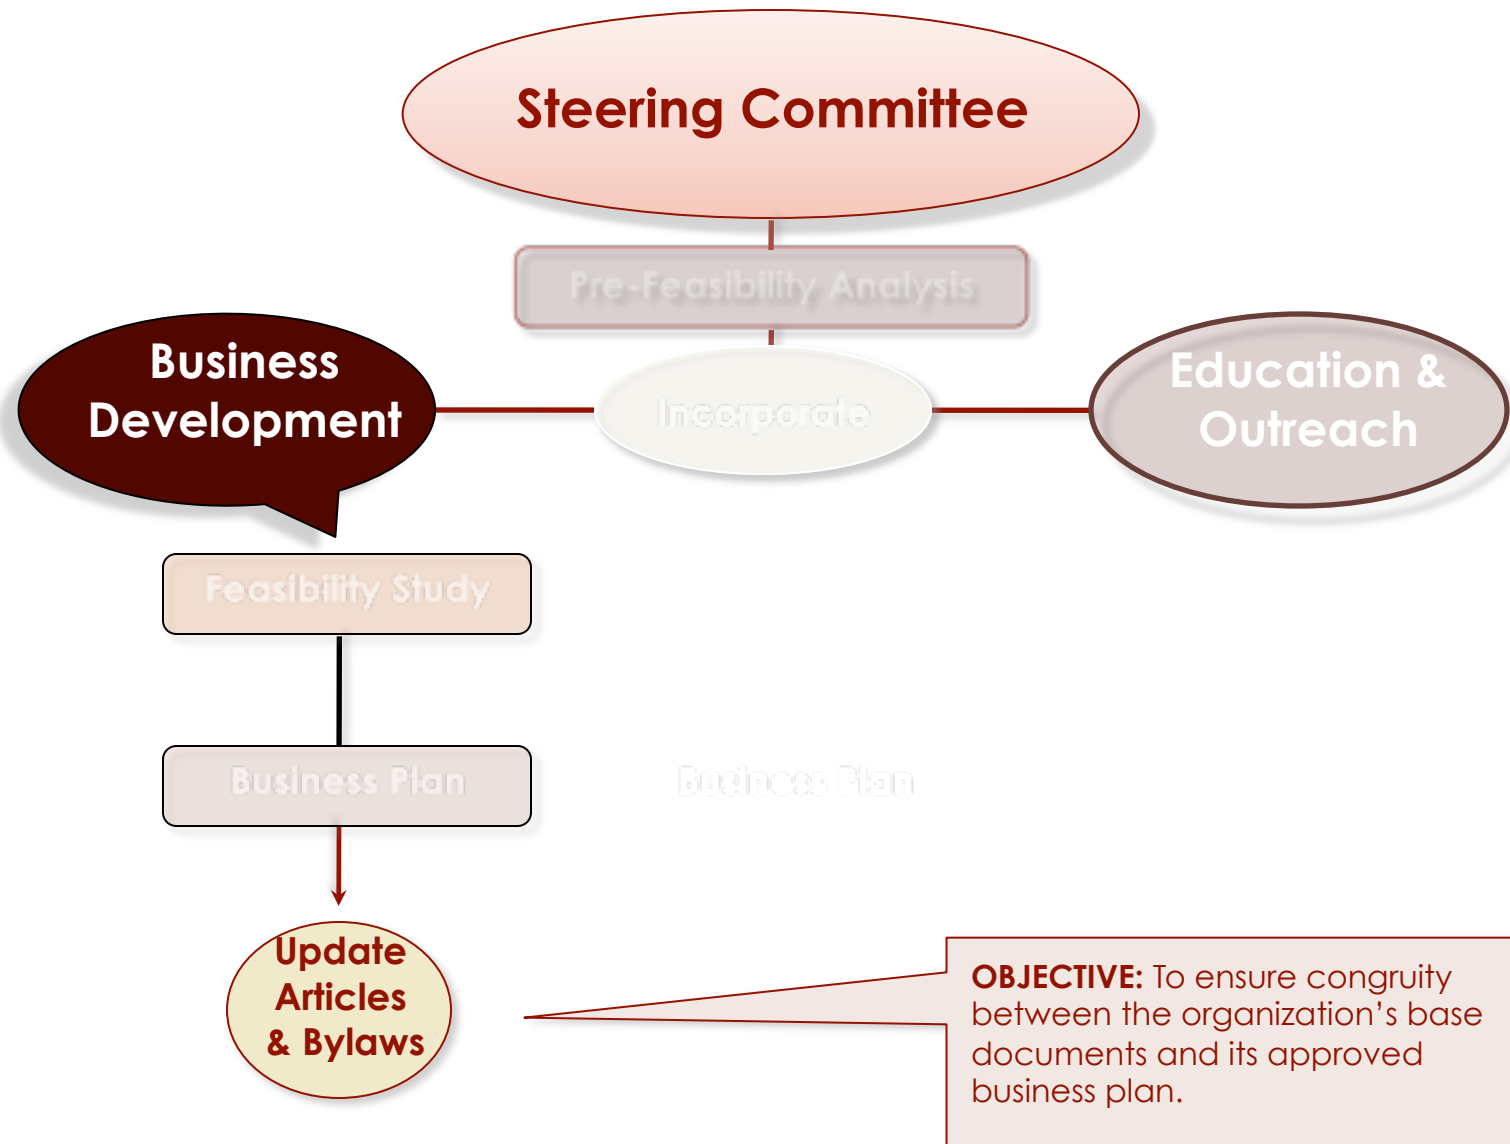 Steering Committee
Pre-Feasibility Analysis
Business
Development
Incorporate
Education &
Outreach
Feasibility Study
Business Plan
Business Plan
Update
Articles
& Bylaws
OBJECTIVE: To ensure congruity
between the organization’s base
documents and its approved
business plan.